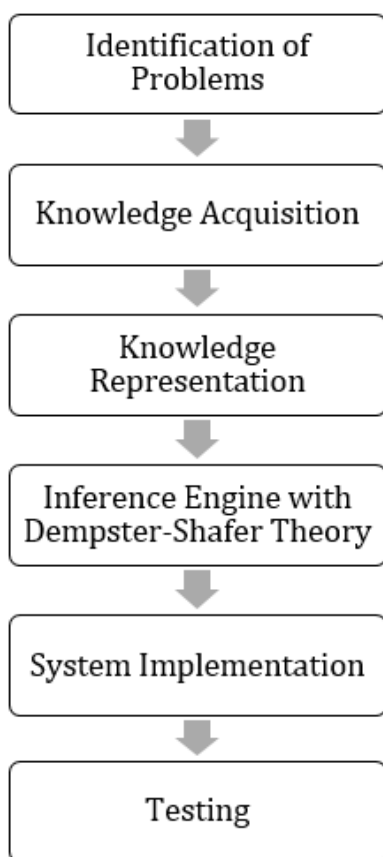 Identification of
Problems
Knowledge Acquisition
Knowledge
Representation
Inference Engine with
Dempster-Shafer Theory
System Implementation
Testing